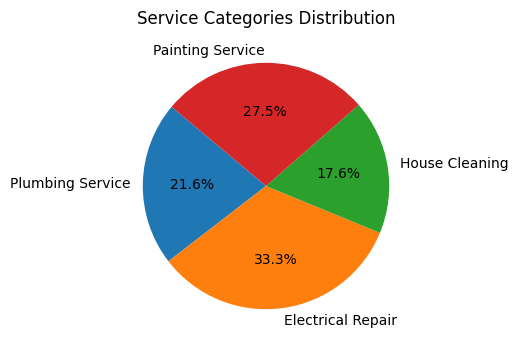 Service Categories Distribution
Painting Service
27.5%
House Cleaning
17.6%
Plumbing Service
21.6%
33.3%
Electrical Repair